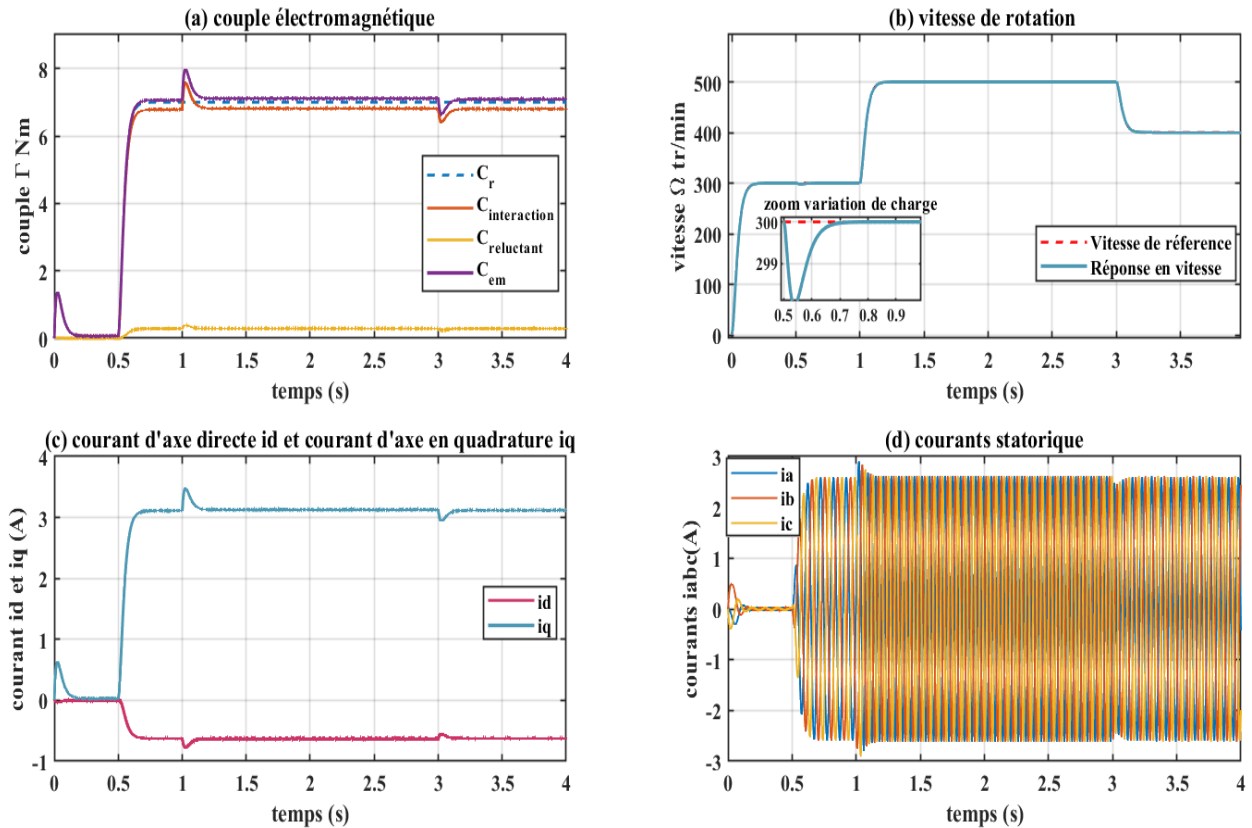 (a) couple électromagnétique
8
6
4
2
0
couple Γ Nm
C_r
C_interaction
C_reluctant
C_em
0 0.5 1 1.5 2 2.5 3 3.5 4
temps (s)
(b) vitesse de rotation
500
400
300
200
100
0
vitesse Ω tr/min
zoom variation de charge
300
299
0.5 0.6 0.7 0.8 0.9
Vitesse de réference
Réponse en vitesse
0 0.5 1 1.5 2 2.5 3 3.5
temps (s)
(c) courant d'axe directe id et courant d'axe en quadrature iq
4
3
2
1
0
-1
courant id et iq (A)
id
iq
0 0.5 1 1.5 2 2.5 3 3.5 4
temps (s)
(d) courants statorique
3
2
1
0
-1
-2
-3
courants iabc(A)
ia
ib
ic
0 0.5 1 1.5 2 2.5 3 3.5 4
temps (s)